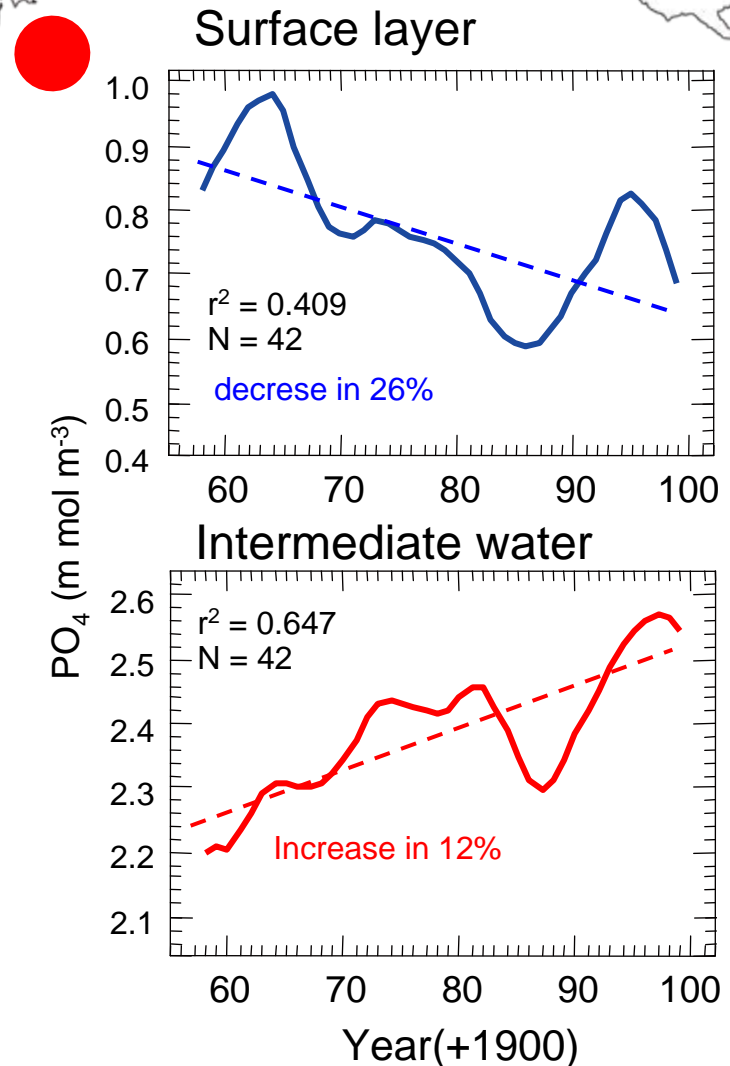 Surface layer
1.0
0.9
0.8
0.7
0.6
0.5
0.4
r² = 0.409
N = 42
decrese in 26%
60 70 80 90 100
PO₄ (m mol m⁻³)
Intermediate water
2.6
2.5
2.4
2.3
2.2
2.1
r² = 0.647
N = 42
Increase in 12%
60 70 80 90 100
Year(+1900)